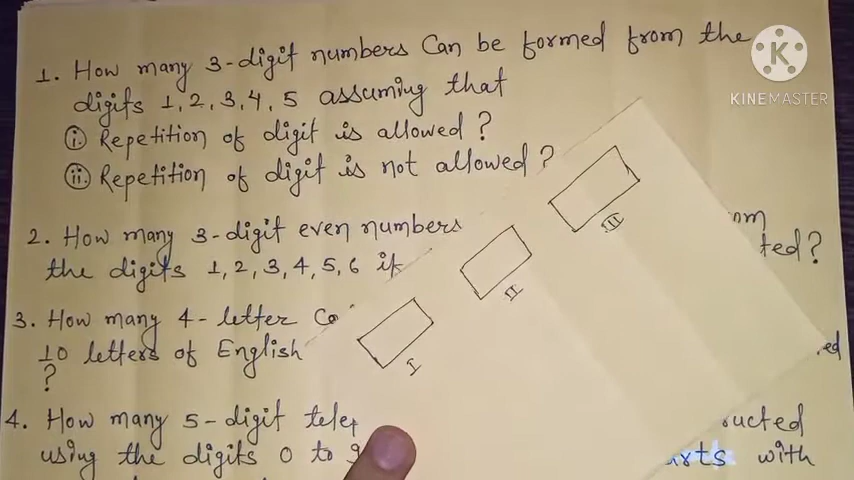 1. How many 3-digit numbers can be formed from the
digits 1, 2, 3, 4, 5 assuming that
(i). Repetition of digit is allowed?
(ii). Repetition of digit is not allowed?
2. How many 3-digit even numbers
the digits 1, 2, 3, 4, 5, 6 if
3. How many 4-letter
10 letters of English
?
4. How many 5-digit
using the digits 0 to 9 with
I
II
III
KINEMASTER